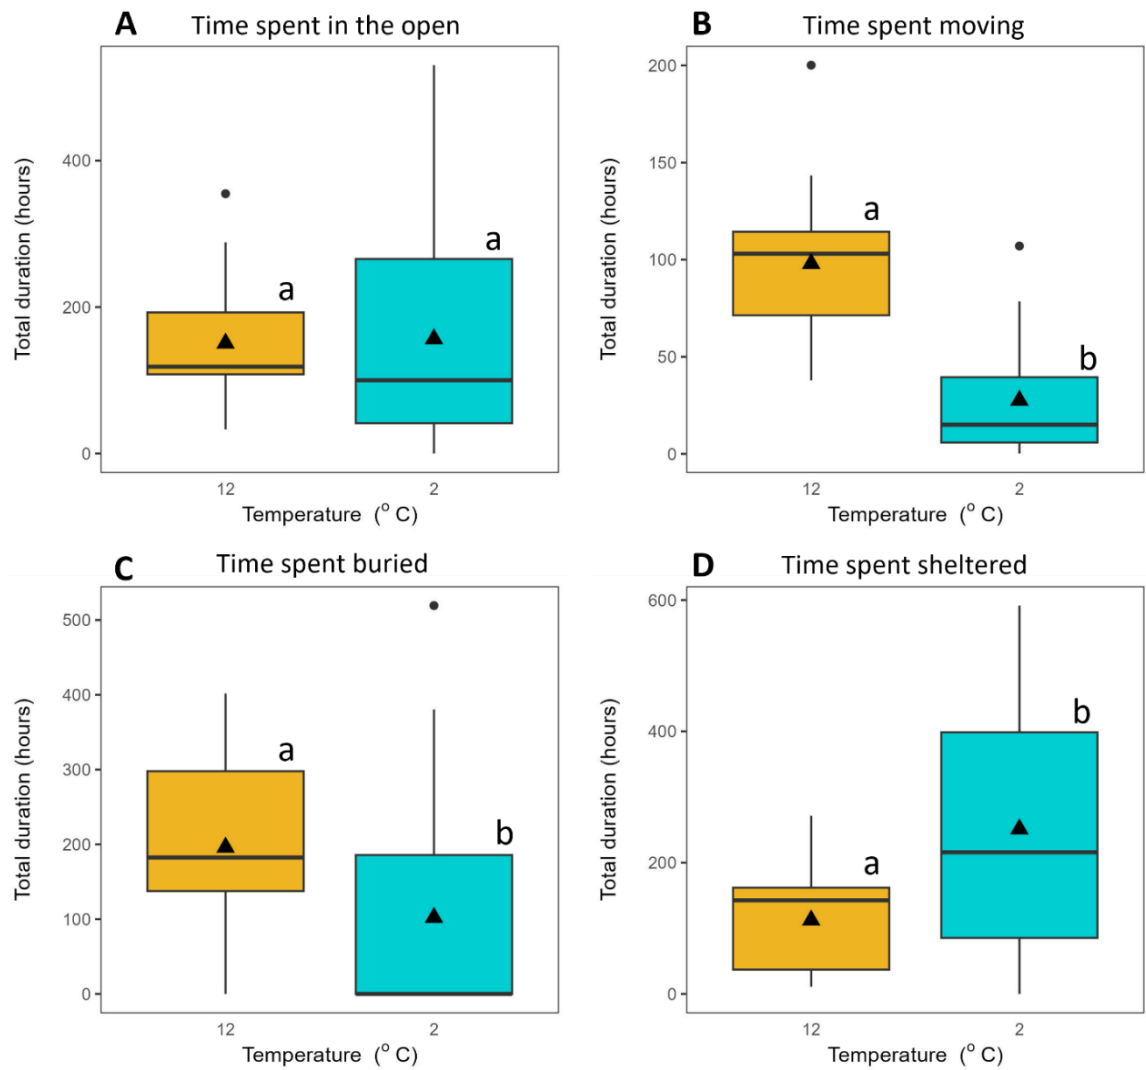 A Time spent in the open
Total duration (hours)
400
200
0
a
a
12 2
Temperature (° C)
B Time spent moving
Total duration (hours)
200
150
100
50
0
a
b
12 2
Temperature (° C)
C Time spent buried
Total duration (hours)
500
400
300
200
100
0
a
b
12 2
Temperature (° C)
D Time spent sheltered
Total duration (hours)
600
400
200
0
a
b
12 2
Temperature (° C)